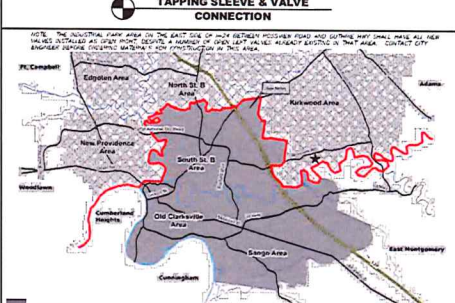 TAPPING SLEEVE & VALVE
CONNECTION
NOTE: THE INDUSTRIAL PARK AREA ON THE EAST SIDE OF I-24 BETWEEN ROSSVIEW ROAD AND GUTHRIE HWY SHALL HAVE ALL NEW
VALVES INSTALLED AS OPEN RIGHT, DESPITE A NUMBER OF OPEN LEFT VALVES ALREADY EXISTING IN THAT AREA. CONTACT CITY
ENGINEER BEFORE ORDERING MATERIALS FOR CONSTRUCTION IN THIS AREA.
Ft. Campbell
Edgoten Area
North St. B
Area
Kirkwood Area
Adams
New Providence
Area
South St. B
Area
Woodlawn
Cumberland
Heights
Old Clarksville
Area
Sango Area
East Montgomery
Cunningham